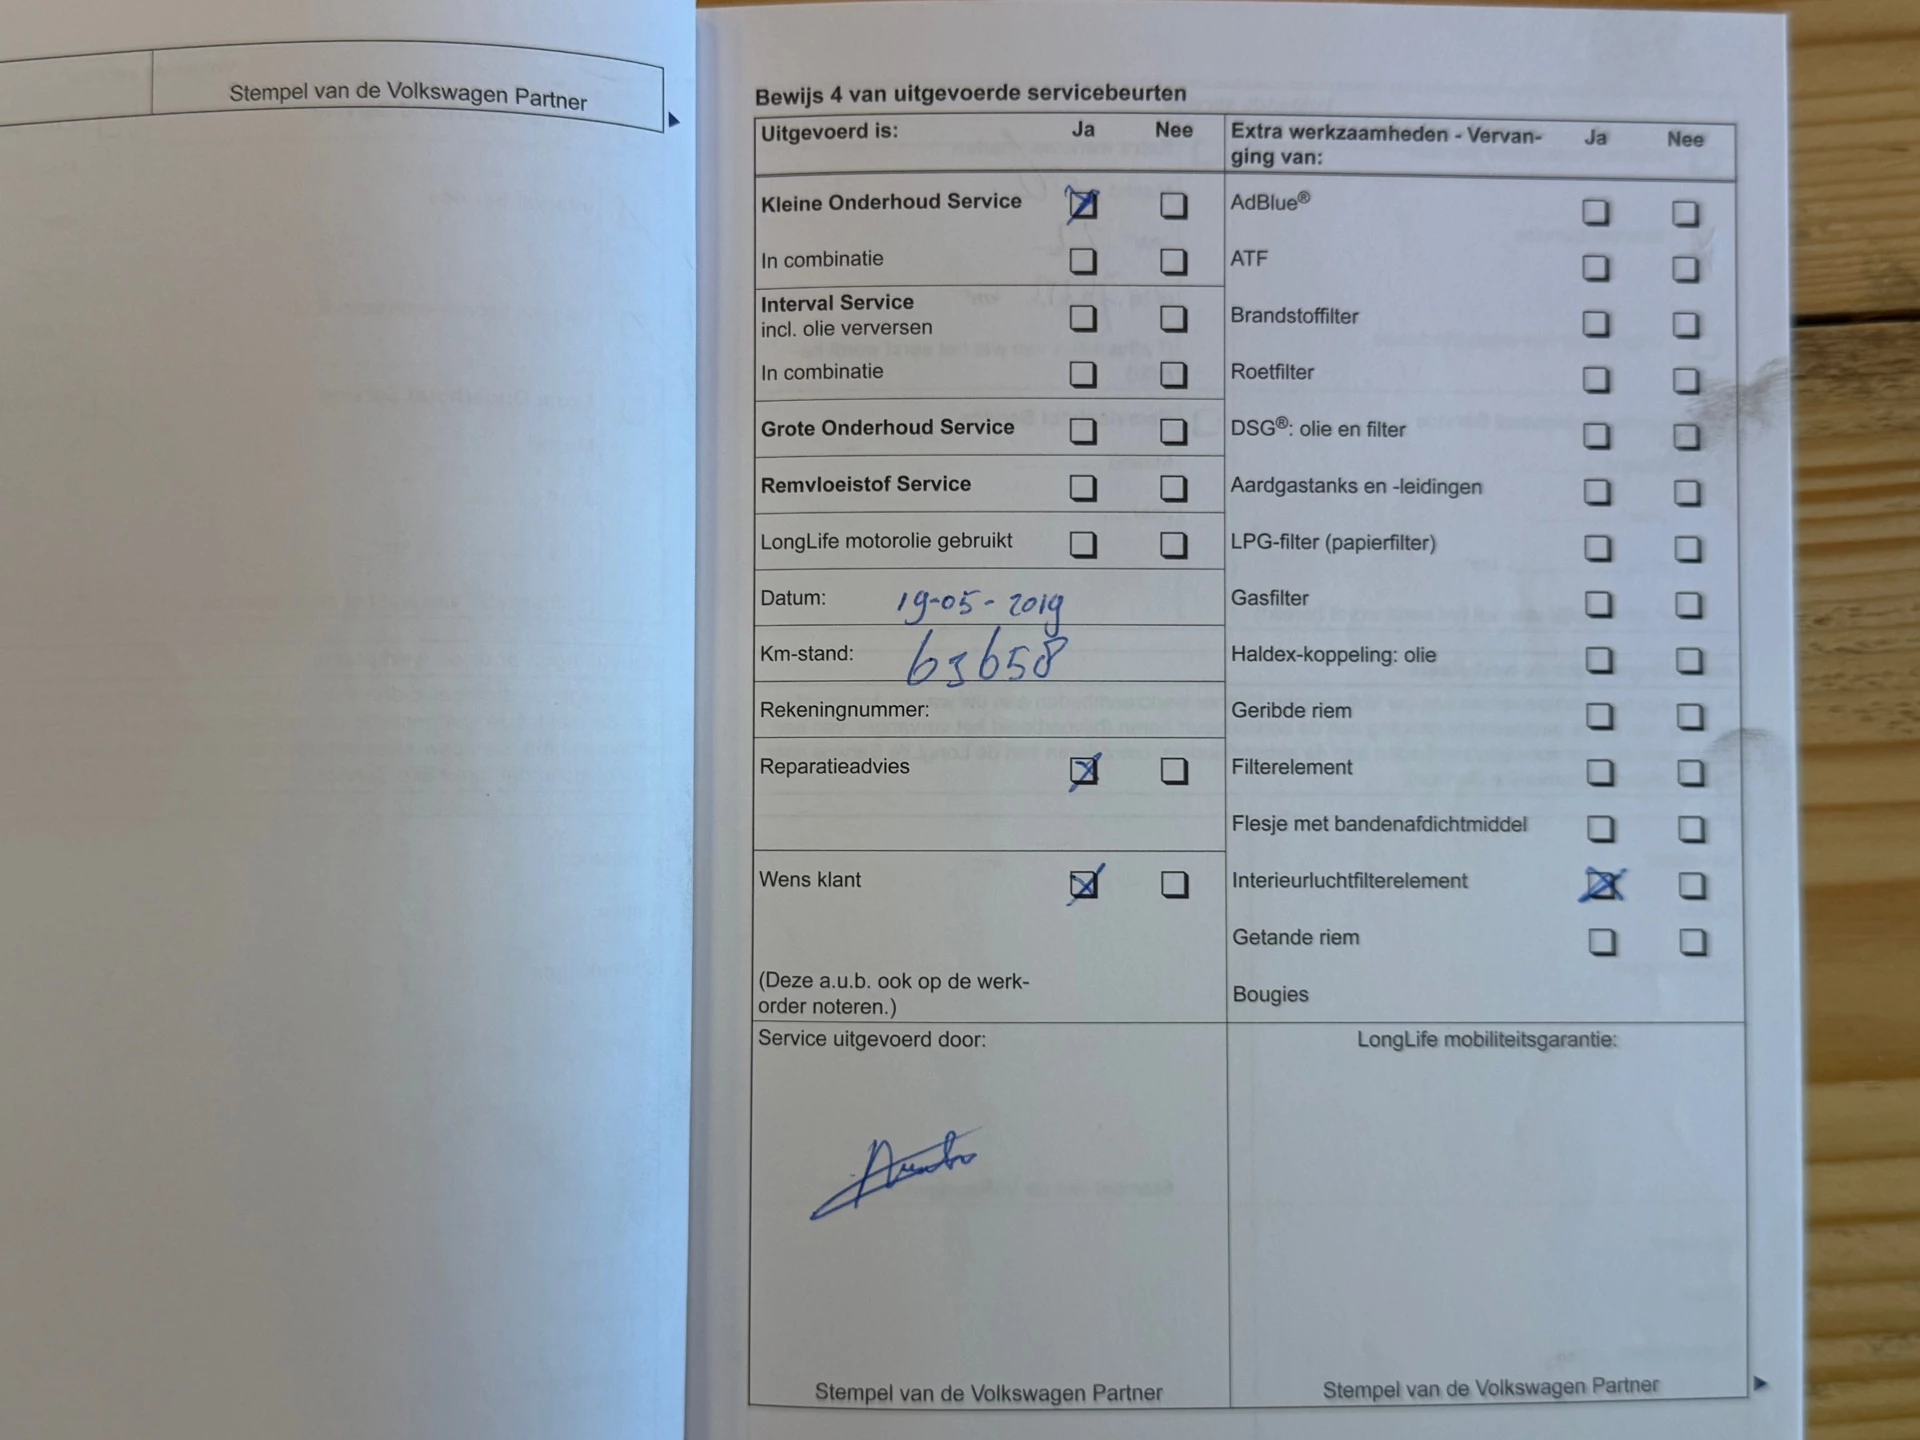 Stempel van de Volkswagen Partner
Bewijs 4 van uitgevoerde servicebeurten
Uitgevoerd is: Ja Nee
Kleine Onderhoud Service
In combinatie
Interval Service
incl. olie verversen
In combinatie
Grote Onderhoud Service
Remvloeistof Service
LongLife motorolie gebruikt
Datum: 19-05-2019
Km-stand: 63658
Rekeningnummer:
Reparatieadvies
Wens klant
(Deze a.u.b. ook op de werk-
order noteren.)
Service uitgevoerd door:
Stempel van de Volkswagen Partner
Extra werkzaamheden - Vervan-
ging van: Ja Nee
AdBlue®
ATF
Brandstoffilter
Roetfilter
DSG®: olie en filter
Aardgastanks en -leidingen
LPG-filter (papierfilter)
Gasfilter
Haldex-koppeling: olie
Geribde riem
Filterelement
Flesje met bandenafdichtmiddel
Interieurluchtfilterelement
Getande riem
Bougies
LongLife mobiliteitsgarantie:
Stempel van de Volkswagen Partner